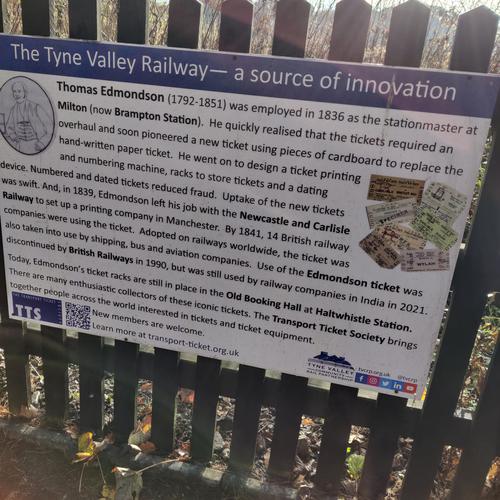 The Tyne Valley Railway— a source of innovation
Thomas Edmondson (1792-1851) was employed in 1836 as the stationmaster at
Milton (now Brampton Station). He quickly realised that the tickets required an
overhaul and soon pioneered a new ticket using pieces of cardboard to replace the
hand-written paper ticket. He went on to design a ticket printing
and numbering machine, racks to store tickets and a dating
device. Numbered and dated tickets reduced fraud. Uptake of the new tickets
was swift. And, in 1839, Edmondson left his job with the Newcastle and Carlisle
Railway to set up a printing company in Manchester. By 1841, 14 British railway
companies were using the ticket. Adopted on railways worldwide, the ticket was
also taken into use by shipping, bus and aviation companies. Use of the Edmondson ticket was
discontinued by British Railways in 1990, but was still used by railway companies in India in 2021.
Today, Edmondson's ticket racks are still in place in the Old Booking Hall at Haltwhistle Station.
There are many enthusiastic collectors of these iconic tickets. The Transport Ticket Society brings
together people across the world interested in tickets and ticket equipment.
New members are welcome.
Learn more at transport-ticket.org.uk
TTS
TYNE VALLEY
COMMUNITY
RAIL PARTNERSHIP
tvcrp.org.uk @tvcrp